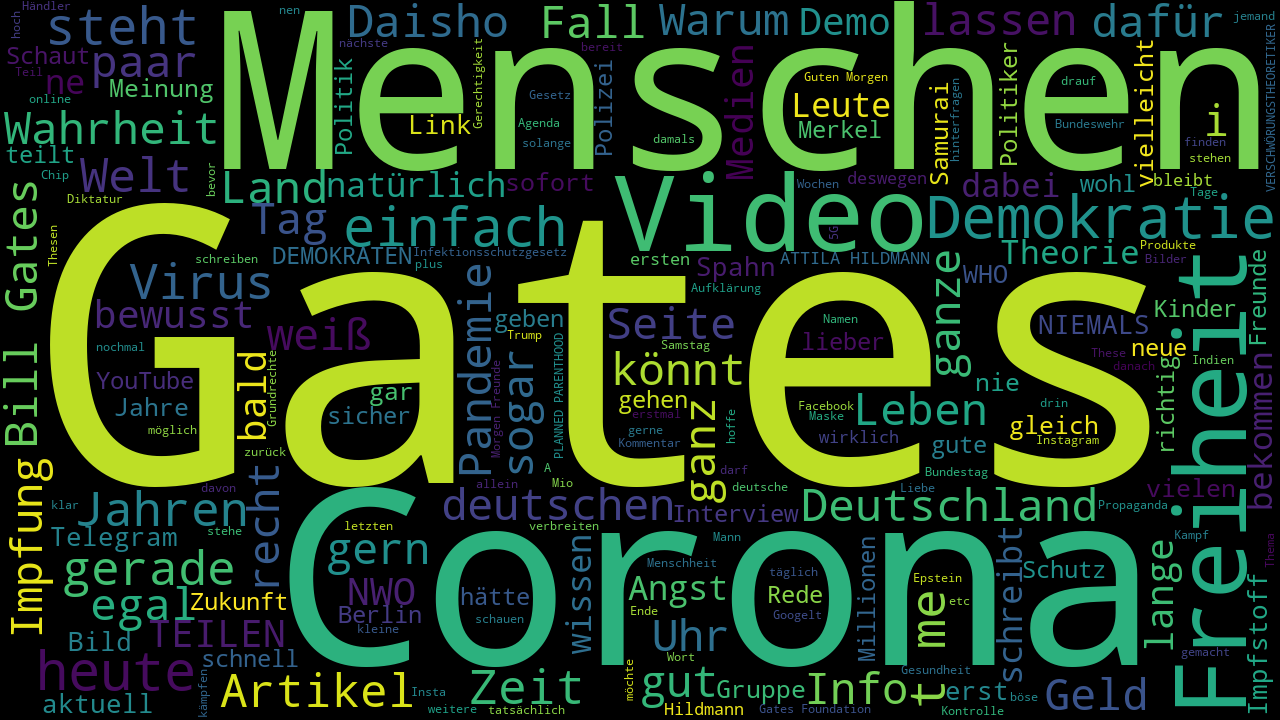 Händler
hoch
steht
nen
Daisho
Fall
Warum
Demo
lassen
dafür
jemand
Schaut
paar
Teil
ne
Meinung
online
nächste
Politik
Menschen
Gerechtigkeit
bereit
Gesetz
Agenda
solange
Link
Polizei
damals
Medien
Guten Morgen
Leute
Merkel
Samurai
hinterfragen
Politiker
drauf
Bundeswehr
vielleicht
i
finden
stehen
VERSCHWÖRUNGSTHEORETIKER
Wahrheit
teilt
Chip
Welt
Diktatur
bevor
Land
natürlich
sofort
Video
Wochen
deswegen
dabei
wohl
bleibt
Tage
Tag
einfach
Demokratie
Thesen
schreiben
DEMOKRATEN
Infektionsschutzgesetz
plus
ersten
Spahn
ATTILA HILDMANN
5G
Theorie
Produkte
Bilder
WHO
Aufklärung
Virus
Bill Gates
bewusst
weiß
nochmal
YouTube
Jahre
möglich
bald
Grundrechte
zurück
Gates
gar
sicher
Pandemie
geben
Trump
sogar
Morgen Freunde
PLANNED PARENTHOOD
Seite
Samstag
könnt
gehen
erstmal
gerne
Kommentar
ganz
hoffe
Namen
lieber
Facebook
Maske
wirklich
ganze
Leben
gute
nie
NIEMALS
These
danach
neue
gleich
Instagram
Kinder
Indien
Freunde
richtig
Freiheit
bekommen
Impfung
klar
Jahren
davon
stehe
Telegram
recht
gerade
egal
Zukunft
allein
A
Mio
deutschen
verbreiten
Interview
darf
deutsche
Deutschland
Bundestag
Liebe
vielen
Propaganda
Kampf
Thema
letzten
gern
Corona
NWO
Berlin
kleine
hätte
schauen
wissen
Menschheit
Angst
Ende
Mann
täglich
Rede
Googelt
Millionen
Epstein
etc
schreibt
Schutz
lange
Impfstoff
Bild
TEILEN
heute
schnell
aktuell
kämpfen
Artikel
Insta
weitere
Zeit
tatsächlich
möchte
Uhr
Wort
gut
Gruppe
Hildmann
Gates Foundation
Info
t me
Gesundheit
erst
Kontrolle
böse
Geld
gemacht